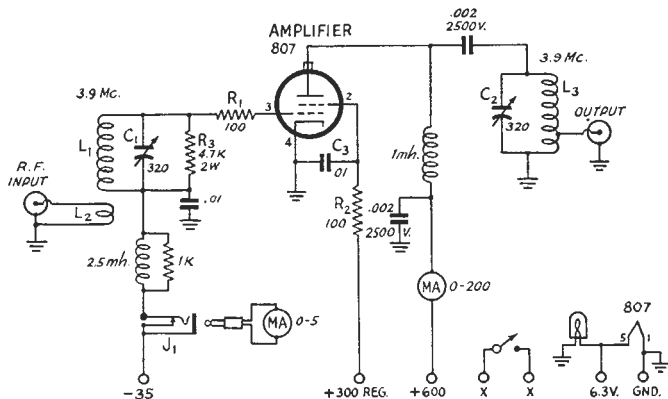 AMPLIFIER
807
.002
2500V.
3.9 Mc.
3.9 Mc.
R1
100
3
2
4
C1
320
R3
4.7K
2W
L1
C3
.01
C2
320
L3
OUTPUT
R.F.
INPUT
L2
.01
1mh.
R2
100
.002
2500 V.
2.5mh.
1K
MA
0-200
MA
0-5
J1
807
5
1
-35
+300 REG.
+600
X
X
6.3V.
GND.